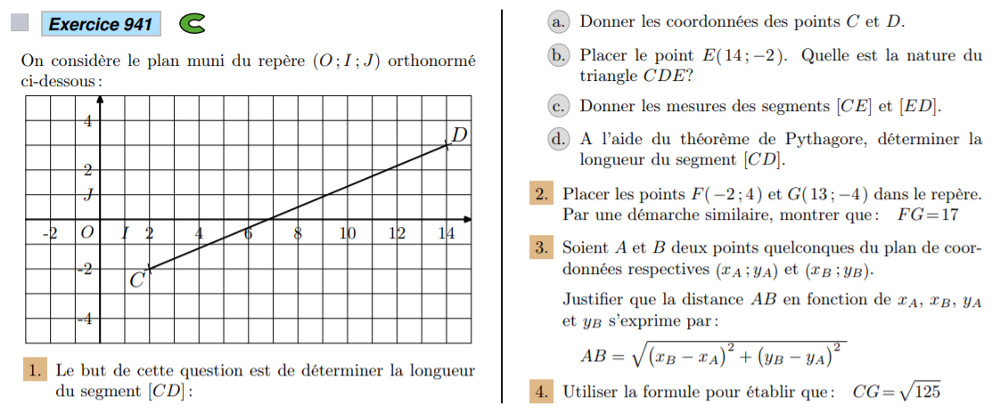 Exercice 941
On considère le plan muni du repère (O ; I ; J) orthonormé
ci-dessous :
4
D
2
J
-2 O I 2 4 6 8 10 12 14
-2
C
-4
1. Le but de cette question est de déterminer la longueur
du segment [CD] :
a. Donner les coordonnées des points C et D.
b. Placer le point E(14 ; −2). Quelle est la nature du
triangle CDE?
c. Donner les mesures des segments [CE] et [ED].
d. A l'aide du théorème de Pythagore, déterminer la
longueur du segment [CD].
2. Placer les points F(−2 ; 4) et G(13 ; −4) dans le repère.
Par une démarche similaire, montrer que : FG=17
3. Soient A et B deux points quelconques du plan de coor-
données respectives (x_A ; y_A) et (x_B ; y_B).
Justifier que la distance AB en fonction de x_A, x_B, y_A
et y_B s'exprime par :
AB = √((x_B − x_A)² + (y_B − y_A)²)
4. Utiliser la formule pour établir que : CG=√125